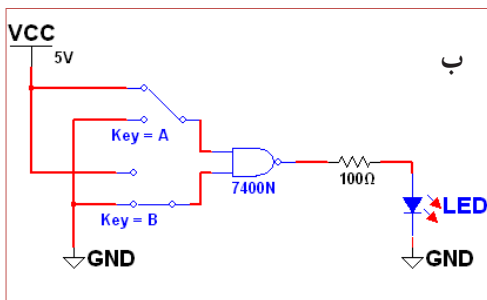 VCC
5V
ب
Key = A
7400N
100Ω
LED
Key = B
GND
GND